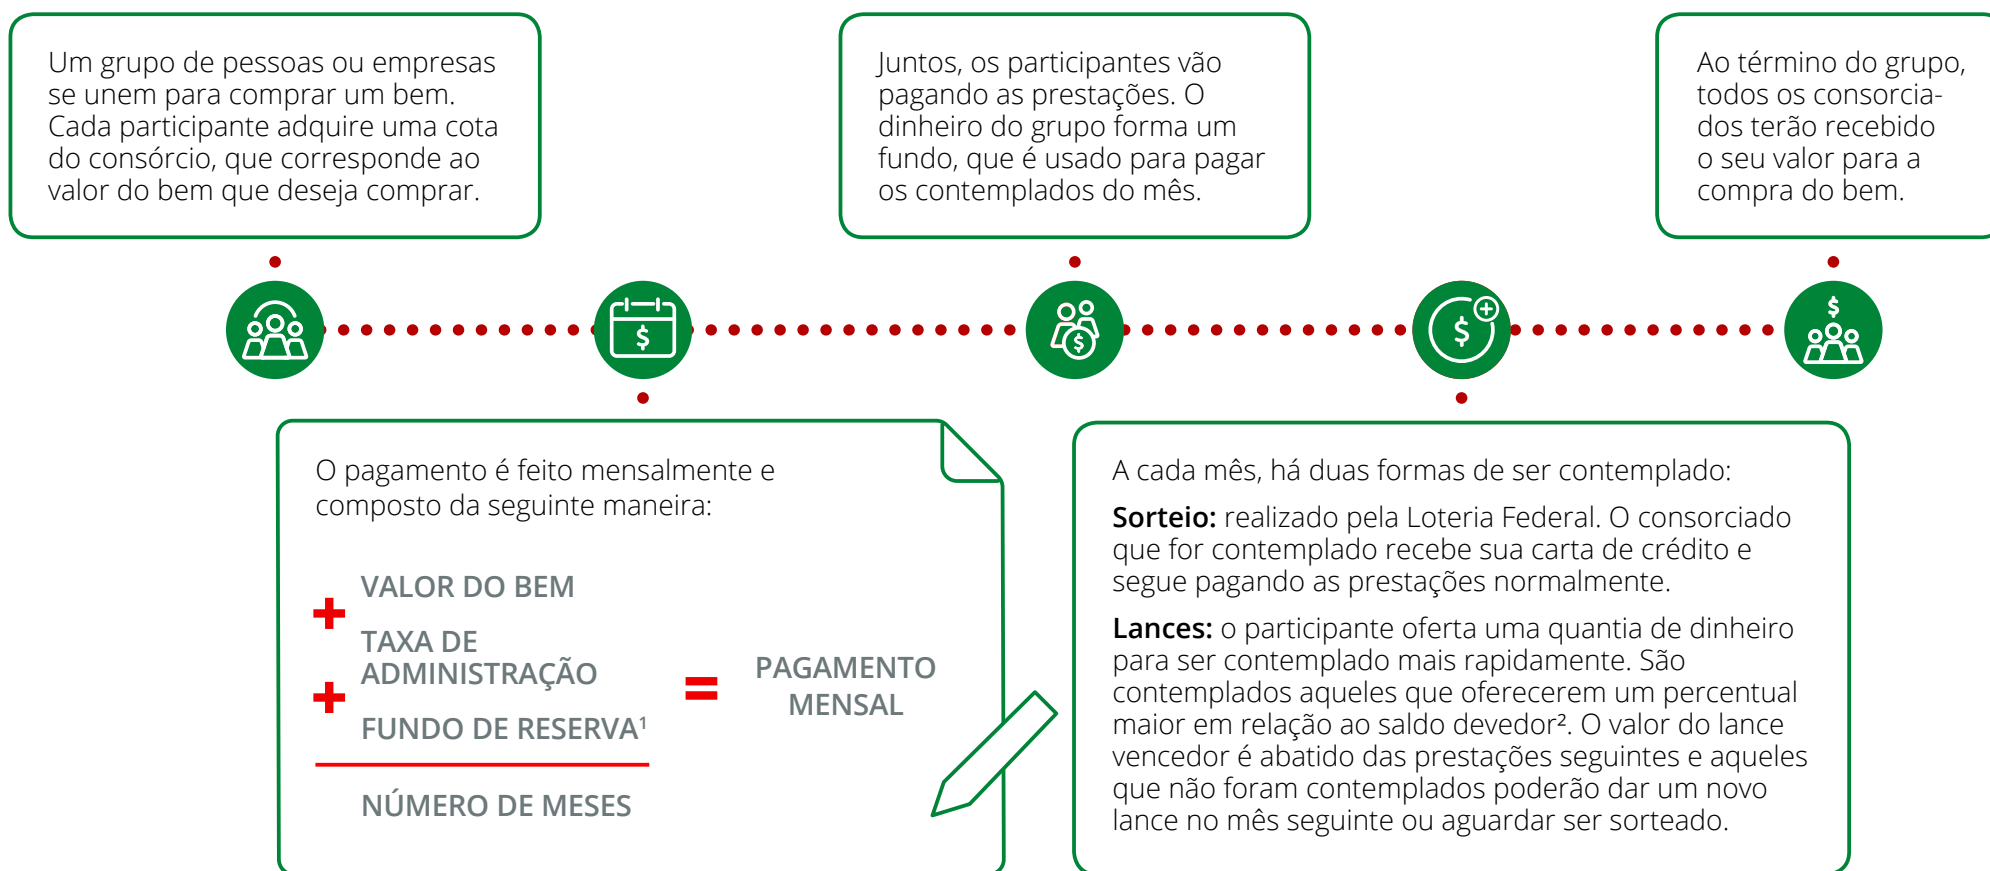 Um grupo de pessoas ou empresas
se unem para comprar um bem.
Cada participante adquire uma cota
do consórcio, que corresponde ao
valor do bem que deseja comprar.
Juntos, os participantes vão
pagando as prestações. O
dinheiro do grupo forma um
fundo, que é usado para pagar
os contemplados do mês.
Ao término do grupo,
todos os consorcia-
dos terão recebido
o seu valor para a
compra do bem.
$
$
$
$
O pagamento é feito mensalmente e
composto da seguinte maneira:
VALOR DO BEM
+
TAXA DE
ADMINISTRAÇÃO
+
FUNDO DE RESERVA¹
NÚMERO DE MESES
=
PAGAMENTO
MENSAL
A cada mês, há duas formas de ser contemplado:
Sorteio: realizado pela Loteria Federal. O consorciado
que for contemplado recebe sua carta de crédito e
segue pagando as prestações normalmente.
Lances: o participante oferta uma quantia de dinheiro
para ser contemplado mais rapidamente. São
contemplados aqueles que oferecerem um percentual
maior em relação ao saldo devedor². O valor do lance
vencedor é abatido das prestações seguintes e aqueles
que não foram contemplados poderão dar um novo
lance no mês seguinte ou aguardar ser sorteado.